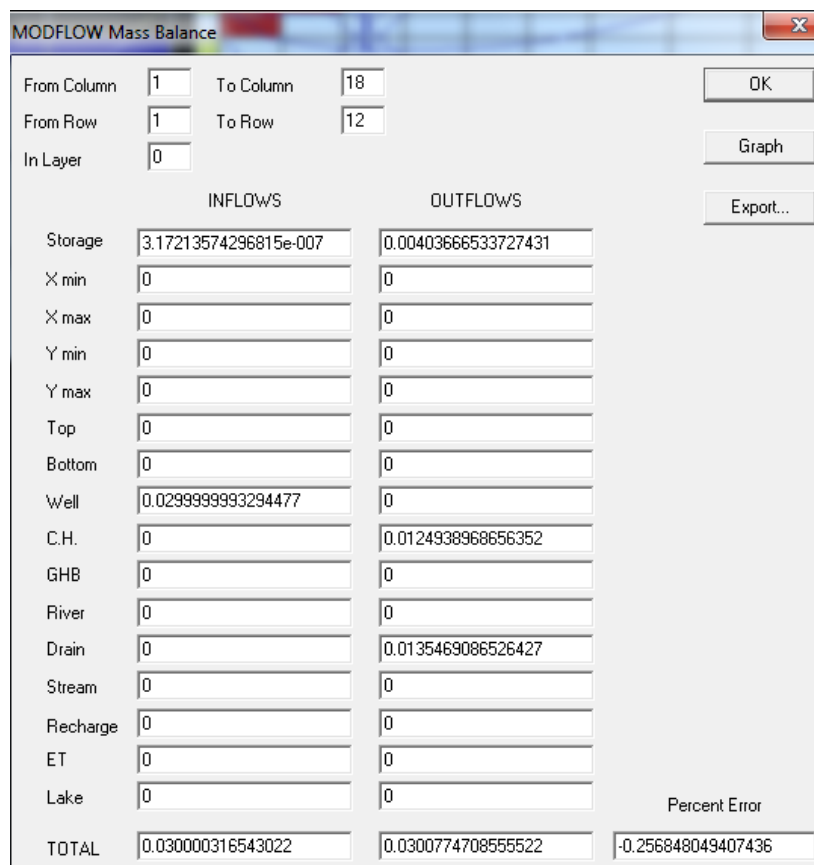 MODFLOW Mass Balance
From Column 1 To Column 18 OK
From Row 1 To Row 12
In Layer 0 Graph
INFLOWS OUTFLOWS Export...
Storage 3.17213574296815e-007 0.00403666533727431
X min 0 0
X max 0 0
Y min 0 0
Y max 0 0
Top 0 0
Bottom 0 0
Well 0.0299999993294477 0
C.H. 0 0.0124938968656352
GHB 0 0
River 0 0
Drain 0 0.0135469086526427
Stream 0 0
Recharge 0 0
ET 0 0
Lake 0 0
Percent Error
TOTAL 0.030000316543022 0.0300774708555522 -0.256848049407436